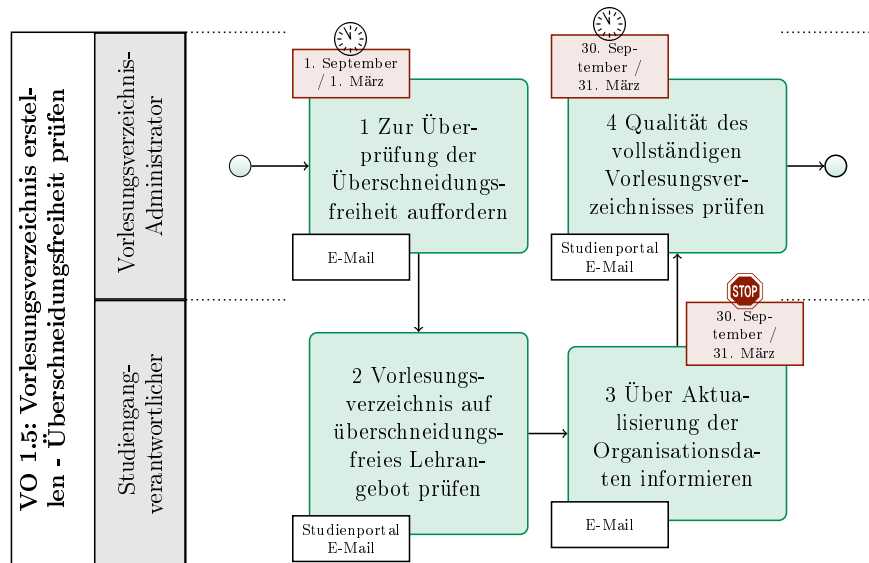 VO 1.5: Vorlesungsverzeichnis erstel-
len - Überschneidungsfreiheit prüfen
Vorlesungsverzeichnis-
Administrator
1. September
/ 1. März
1 Zur Über-
prüfung der
Überschneidungs-
freiheit auffordern
E-Mail
30. Sep-
tember /
31. März
4 Qualität des
vollständigen
Vorlesungsver-
zeichnisses prüfen
Studienportal
E-Mail
Studiengang-
verantwortlicher
2 Vorlesungs-
verzeichnis auf
überschneidungs-
freies Lehran-
gebot prüfen
Studienportal
E-Mail
STOP
30. Sep-
tember /
31. März
3 Über Aktua-
lisierung der
Organisationsda-
ten informieren
E-Mail